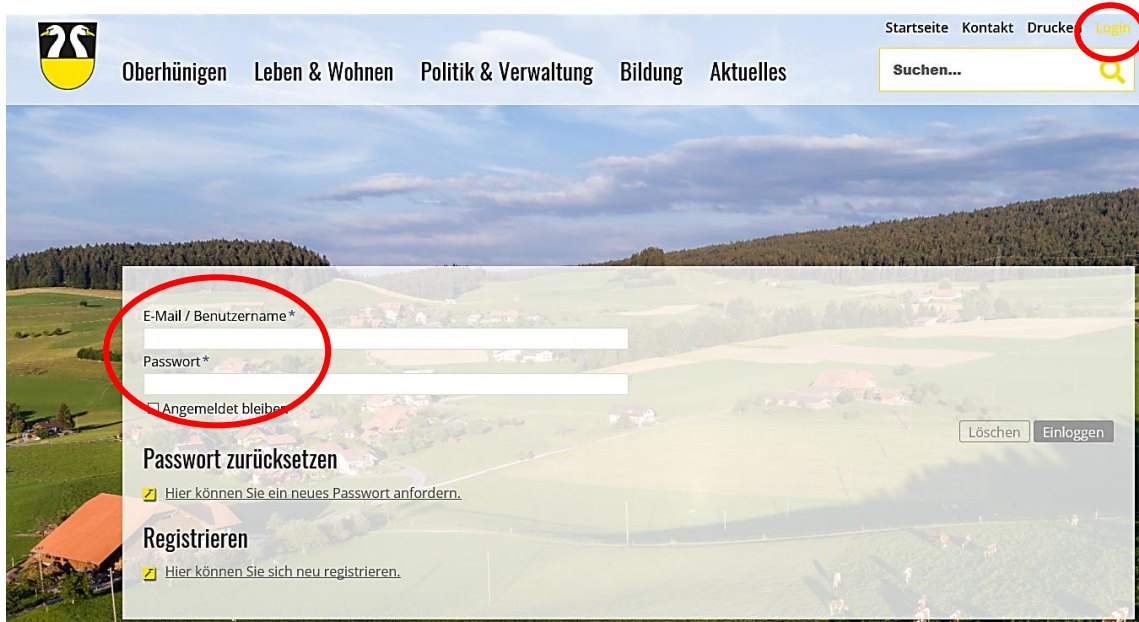 Startseite Kontakt Drucken Login
Oberhünigen Leben & Wohnen Politik & Verwaltung Bildung Aktuelles
Suchen...
E-Mail / Benutzername*
Passwort*
Angemeldet bleiben
Löschen Einloggen
Passwort zurücksetzen
Hier können Sie ein neues Passwort anfordern.
Registrieren
Hier können Sie sich neu registrieren.